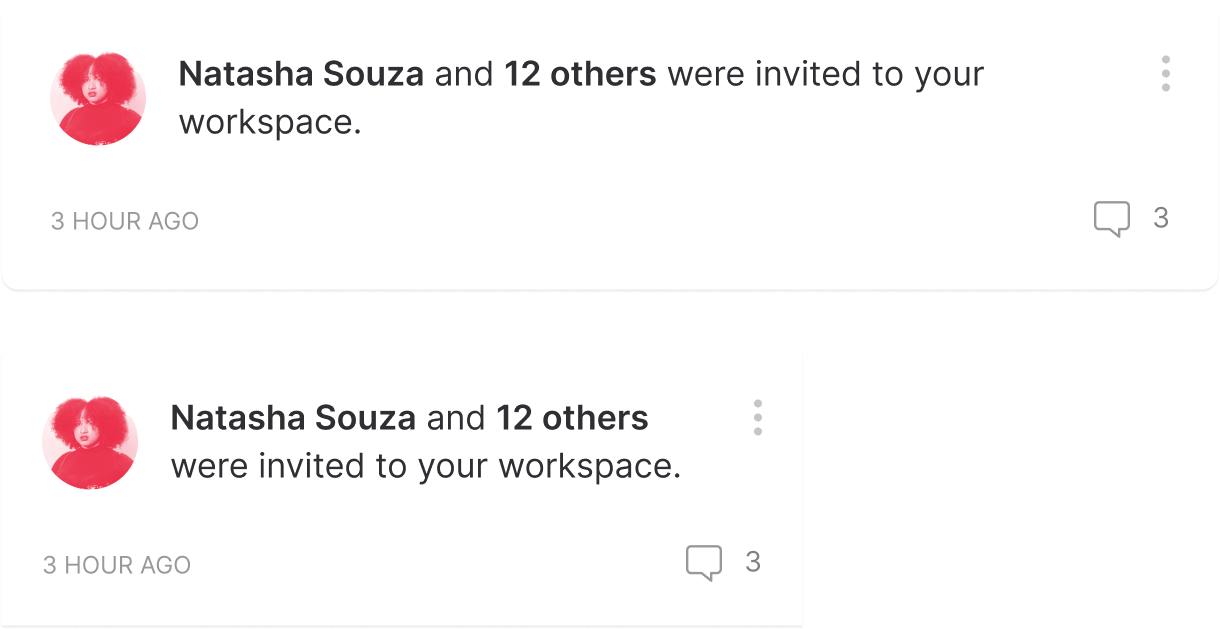 Natasha Souza and 12 others were invited to your
workspace.
3 HOUR AGO
3
Natasha Souza and 12 others
were invited to your workspace.
3 HOUR AGO
3